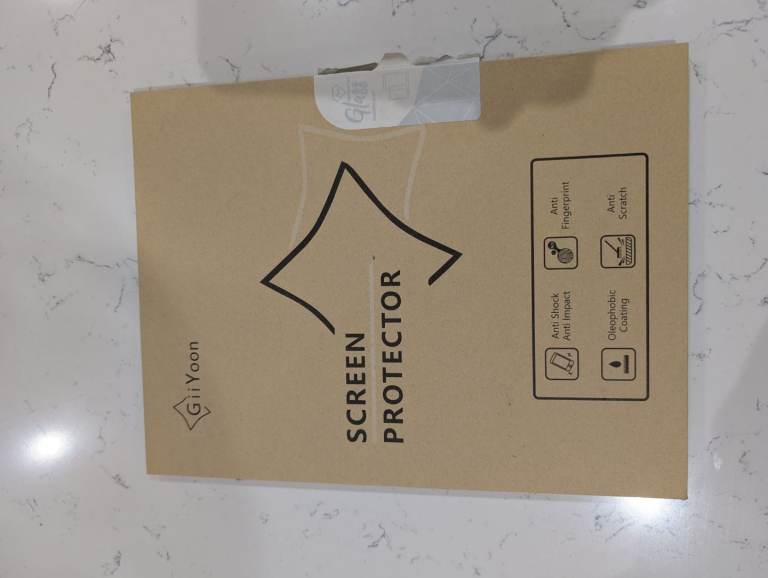 GiiYoon
SCREEN
PROTECTOR
Glass
Anti Shock
Anti Impact
Anti
Fingerprint
Oleophobic
Coating
Anti
Scratch